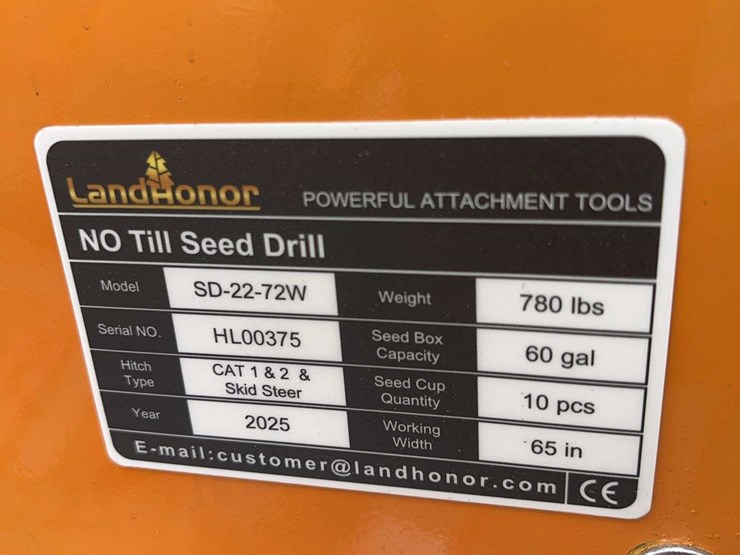 LandHonor
POWERFUL ATTACHMENT TOOLS
NO Till Seed Drill
Model SD-22-72W Weight 780 lbs
Serial NO. HL00375 Seed Box Capacity 60 gal
Hitch Type CAT 1 & 2 & Skid Steer Seed Cup Quantity 10 pcs
Year 2025 Working Width 65 in
E-mail:customer@landhonor.com CE